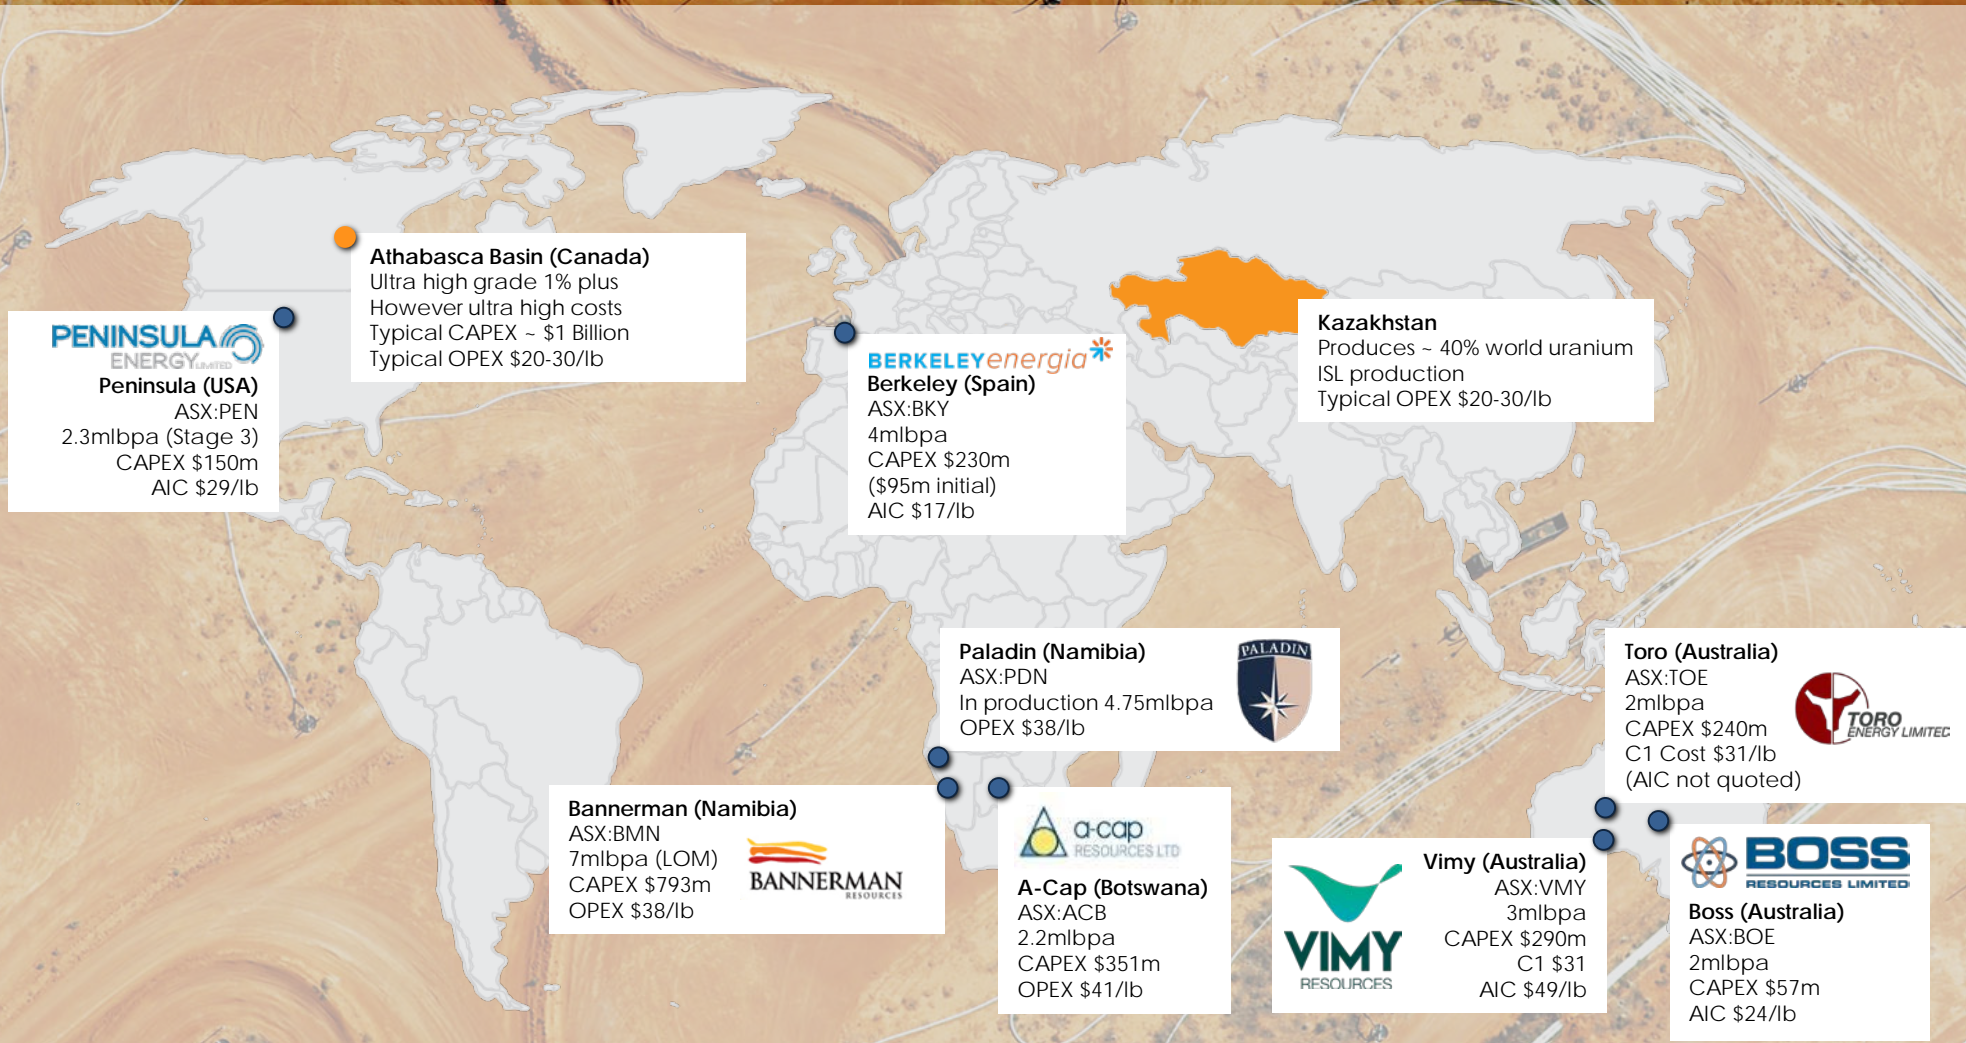 Athabasca Basin (Canada)
Ultra high grade 1% plus
However ultra high costs
Typical CAPEX ~ $1 Billion
Typical OPEX $20-30/lb
PENINSULA
ENERGY LIMITED
Peninsula (USA)
ASX:PEN
2.3mlbpa (Stage 3)
CAPEX $150m
AIC $29/lb
BERKELEYenergia
Berkeley (Spain)
ASX:BKY
4mlbpa
CAPEX $230m
($95m initial)
AIC $17/lb
Kazakhstan
Produces ~ 40% world uranium
ISL production
Typical OPEX $20-30/lb
Paladin (Namibia)
ASX:PDN
In production 4.75mlbpa
OPEX $38/lb
PALADIN
Toro (Australia)
ASX:TOE
2mlbpa
CAPEX $240m
C1 Cost $31/lb
(AIC not quoted)
TORO
ENERGY LIMITED
Bannerman (Namibia)
ASX:BMN
7mlbpa (LOM)
CAPEX $793m
OPEX $38/lb
BANNERMAN
RESOURCES
a-cap
RESOURCES LTD
A-Cap (Botswana)
ASX:ACB
2.2mlbpa
CAPEX $351m
OPEX $41/lb
VIMY
RESOURCES
Vimy (Australia)
ASX:VMY
3mlbpa
CAPEX $290m
C1 $31
AIC $49/lb
BOSS
RESOURCES LIMITED
Boss (Australia)
ASX:BOE
2mlbpa
CAPEX $57m
AIC $24/lb